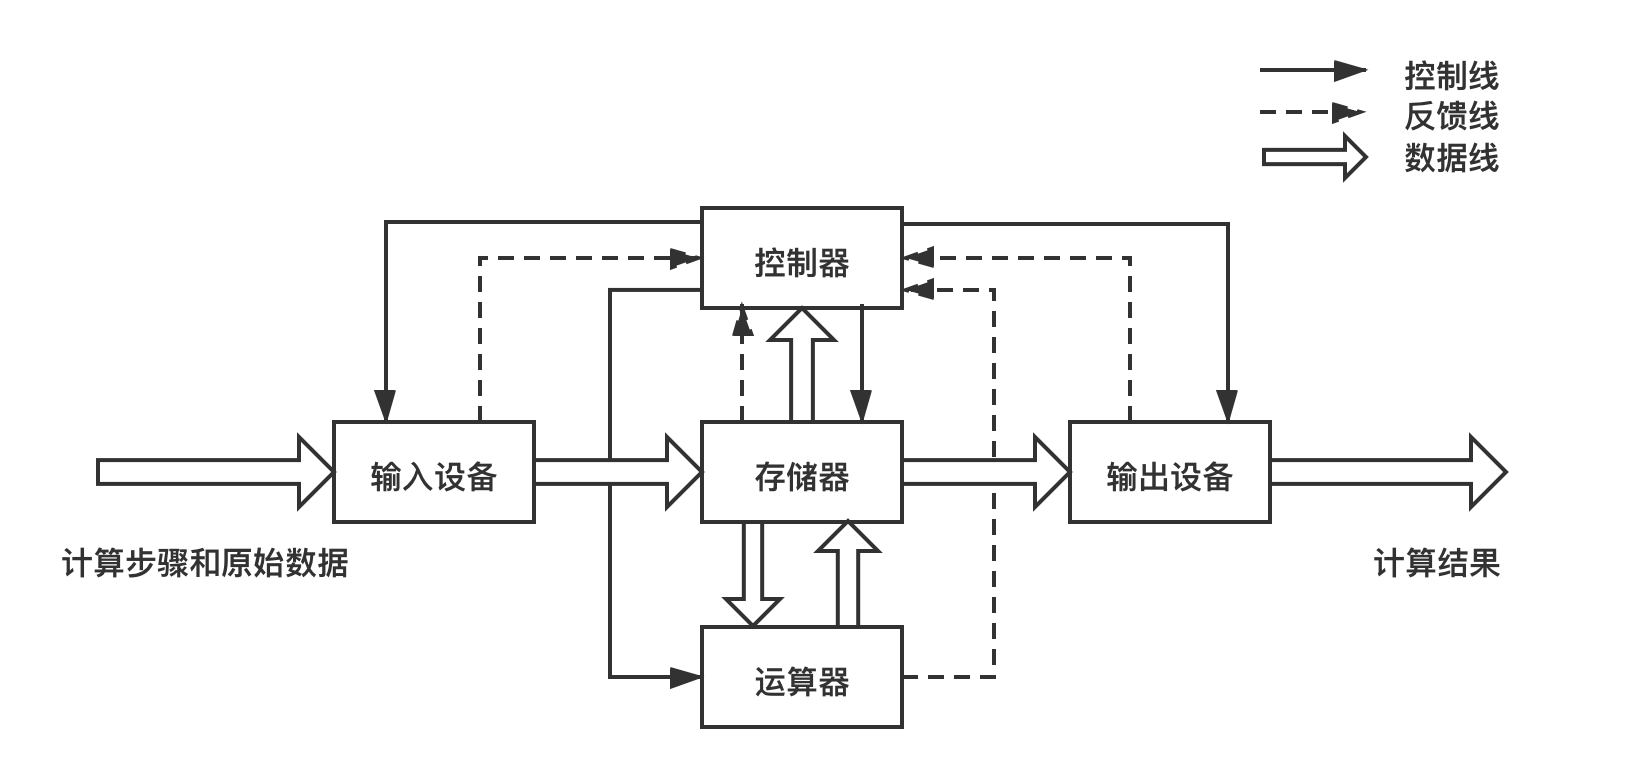 控制线
反馈线
数据线
控制器
输入设备
存储器
输出设备
计算步骤和原始数据
计算结果
运算器